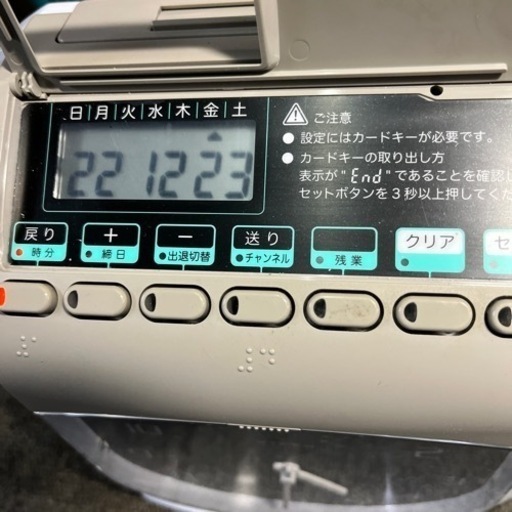 日|月|火|水|木|金|土
22 12 23
ご注意
● 設定にはカードキーが必要です。
● カードキーの取り出し方
表示が"End"であることを確認し
セットボタンを3秒以上押してくだ
戻り ＋ － 送り クリア セ
時分 締日 出退切替 チャンネル 残業